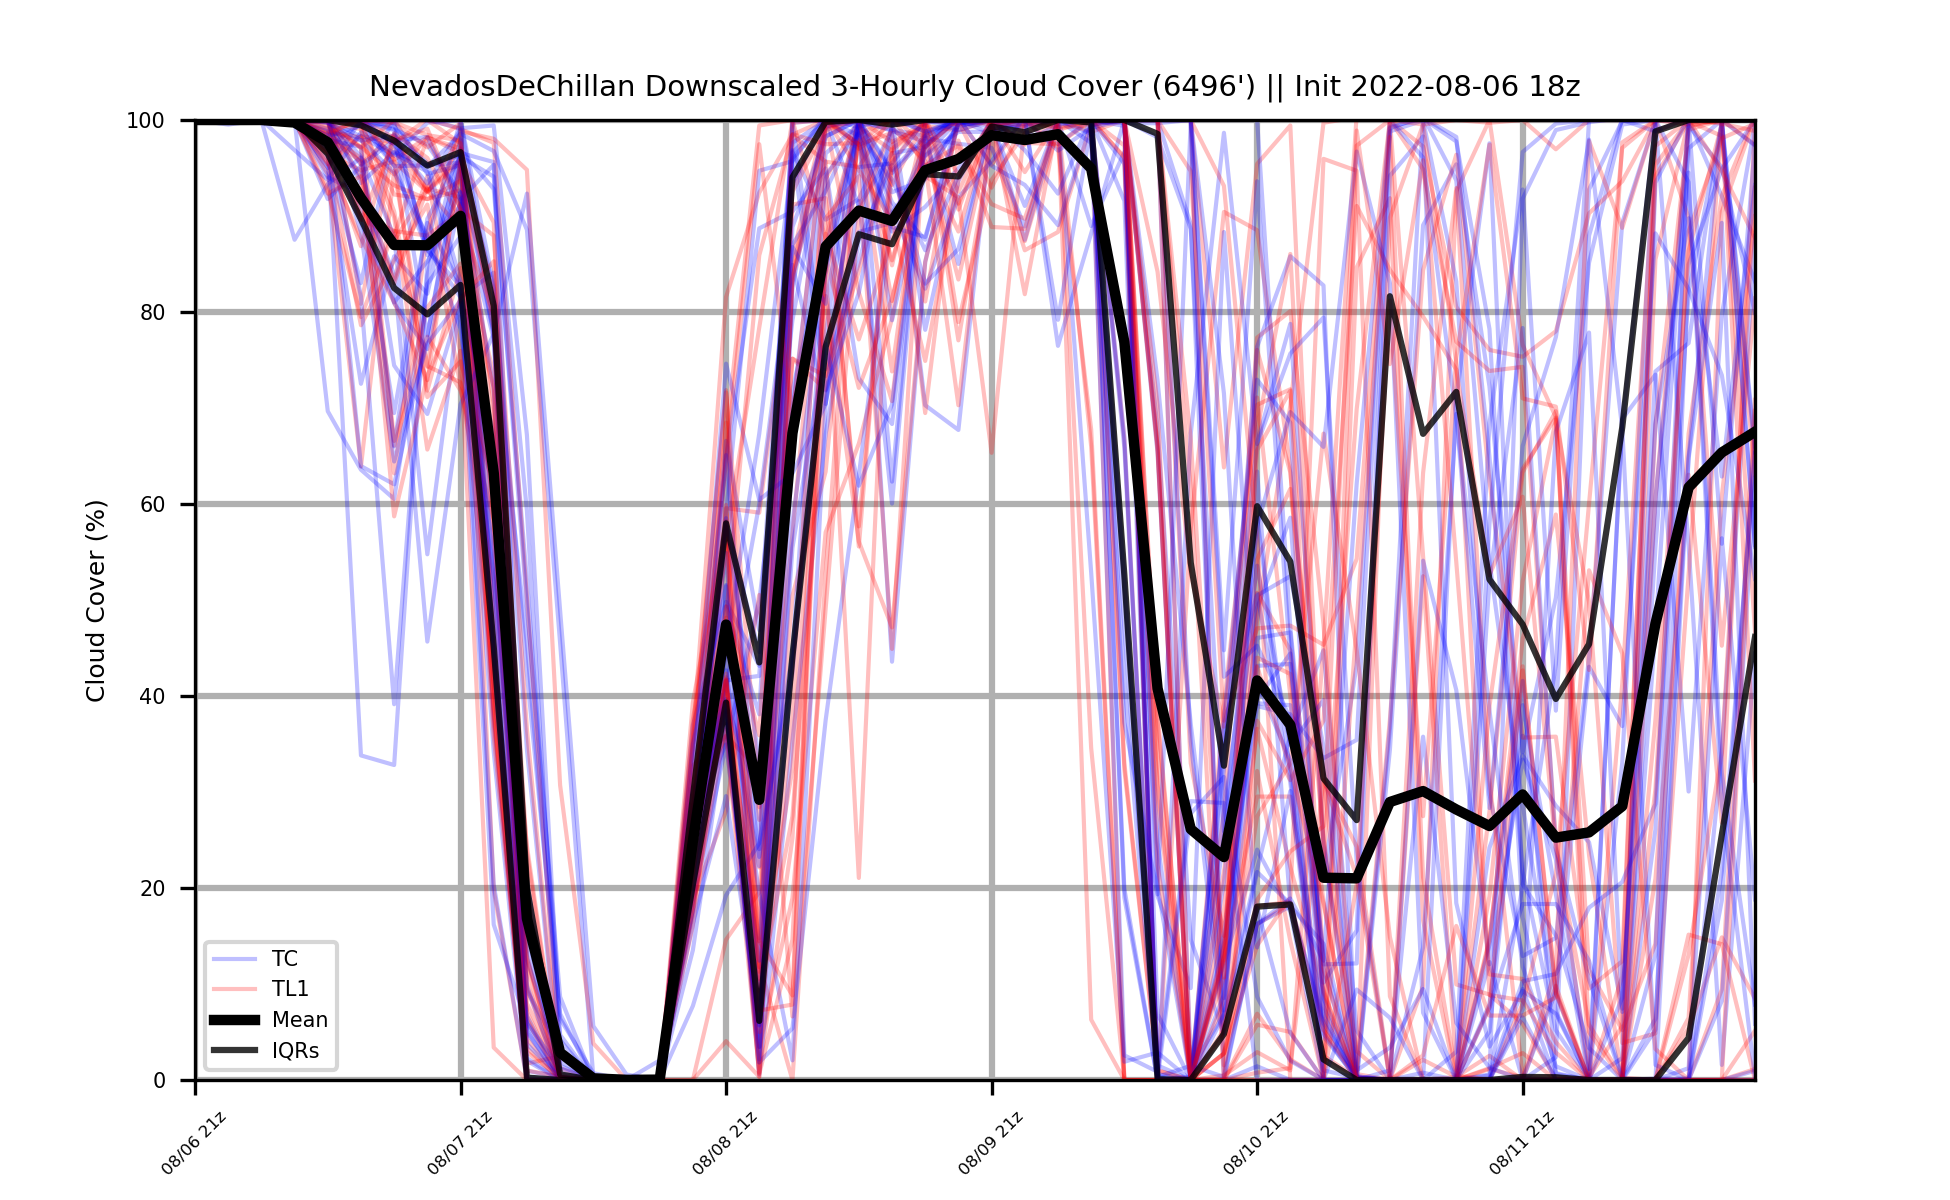 NevadosDeChillan Downscaled 3-Hourly Cloud Cover (6496') || Init 2022-08-06 18z
Cloud Cover (%)
100
80
60
40
20
0
TC
TL1
Mean
IQRs
08/06 21z
08/07 21z
08/08 21z
08/09 21z
08/10 21z
08/11 21z